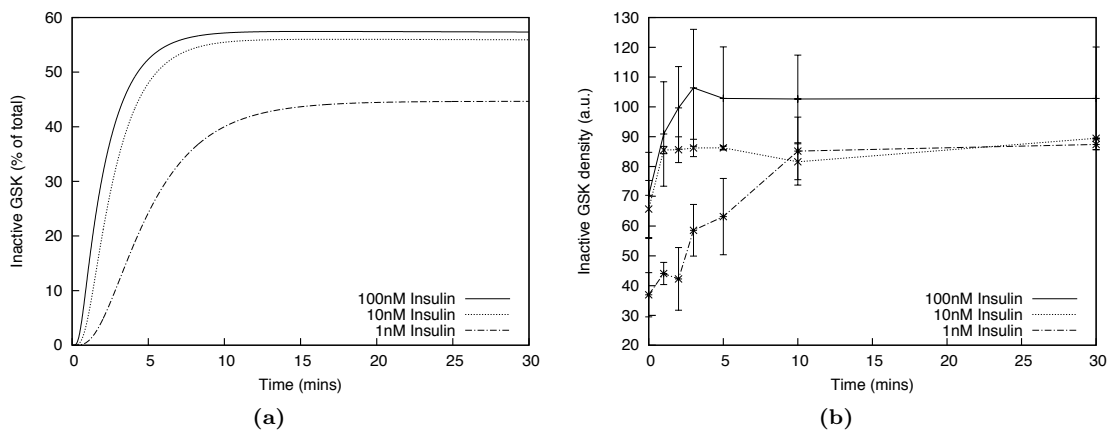 60
50
40
30
20
10
0
0 5 10 15 20 25 30
Inactive GSK (% of total)
Time (mins)
100nM Insulin
10nM Insulin
1nM Insulin
(a)
130
120
110
100
90
80
70
60
50
40
30
20
0 5 10 15 20 25 30
Inactive GSK density (a.u.)
Time (mins)
100nM Insulin
10nM Insulin
1nM Insulin
(b)